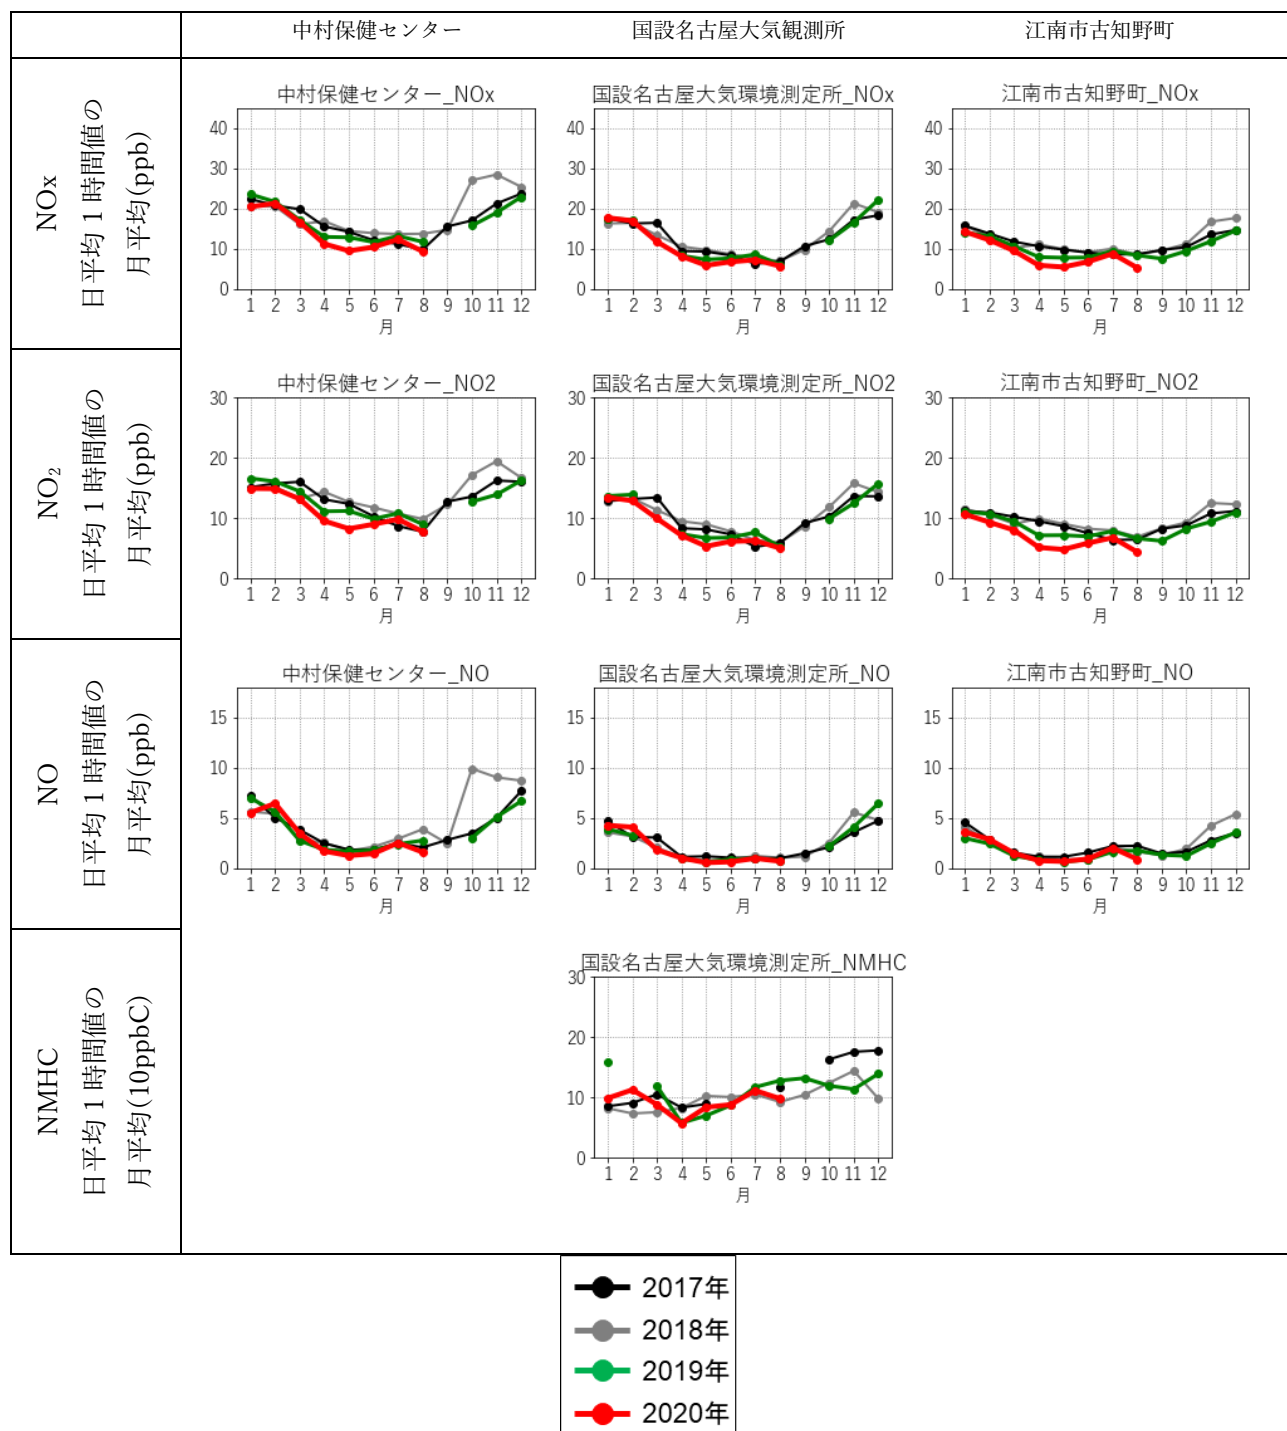 中村保健センター
国設名古屋大気観測所
江南市古知野町
NOx
日平均1時間値の
月平均(ppb)
中村保健センター_NOx
40
30
20
10
0
1 2 3 4 5 6 7 8 9 10 11 12
月
国設名古屋大気環境測定所_NOx
40
30
20
10
0
1 2 3 4 5 6 7 8 9 10 11 12
月
江南市古知野町_NOx
40
30
20
10
0
1 2 3 4 5 6 7 8 9 10 11 12
月
NO₂
日平均1時間値の
月平均(ppb)
中村保健センター_NO2
30
20
10
0
1 2 3 4 5 6 7 8 9 10 11 12
月
国設名古屋大気環境測定所_NO2
30
20
10
0
1 2 3 4 5 6 7 8 9 10 11 12
月
江南市古知野町_NO2
30
20
10
0
1 2 3 4 5 6 7 8 9 10 11 12
月
NO
日平均1時間値の
月平均(ppb)
中村保健センター_NO
15
10
5
0
1 2 3 4 5 6 7 8 9 10 11 12
月
国設名古屋大気環境測定所_NO
15
10
5
0
1 2 3 4 5 6 7 8 9 10 11 12
月
江南市古知野町_NO
15
10
5
0
1 2 3 4 5 6 7 8 9 10 11 12
月
NMHC
日平均1時間値の
月平均(10ppbC)
国設名古屋大気環境測定所_NMHC
30
20
10
0
1 2 3 4 5 6 7 8 9 10 11 12
月
2017年
2018年
2019年
2020年